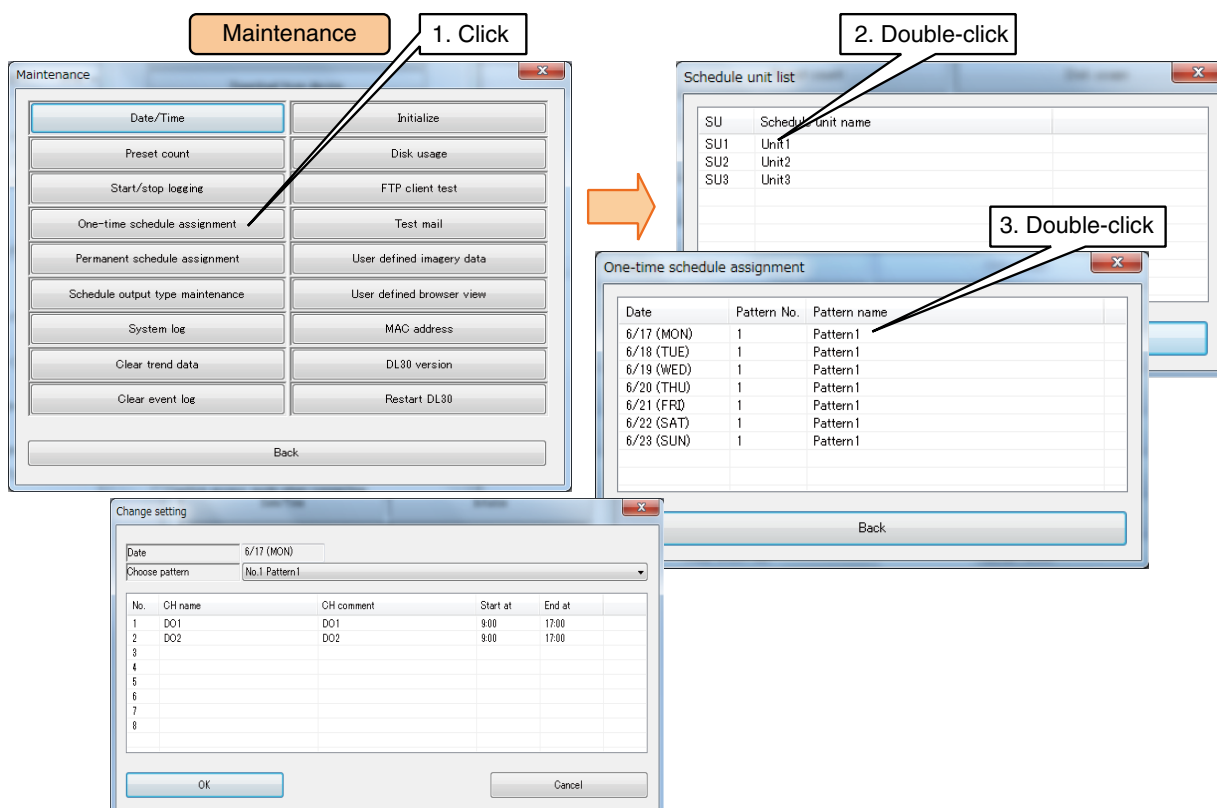 Maintenance
1. Click
Maintenance
Date/Time
Initialize
Preset count
Disk usage
Start/stop logging
FTP client test
One-time schedule assignment
Test mail
Permanent schedule assignment
User defined imagery data
Schedule output type maintenance
User defined browser view
System log
MAC address
Clear trend data
DL30 version
Clear event log
Restart DL30
Back
2. Double-click
Schedule unit list
SU Schedule unit name
SU1 Unit1
SU2 Unit2
SU3 Unit3
3. Double-click
One-time schedule assignment
Date Pattern No. Pattern name
6/17 (MON) 1 Pattern1
6/18 (TUE) 1 Pattern1
6/19 (WED) 1 Pattern1
6/20 (THU) 1 Pattern1
6/21 (FRI) 1 Pattern1
6/22 (SAT) 1 Pattern1
6/23 (SUN) 1 Pattern1
Back
Change setting
Date 6/17 (MON)
Choose pattern No.1 Pattern1
No. CH name CH comment Start at End at
1 DO1 DO1 9:00 17:00
2 DO2 DO2 9:00 17:00
3
4
5
6
7
8
OK
Cancel